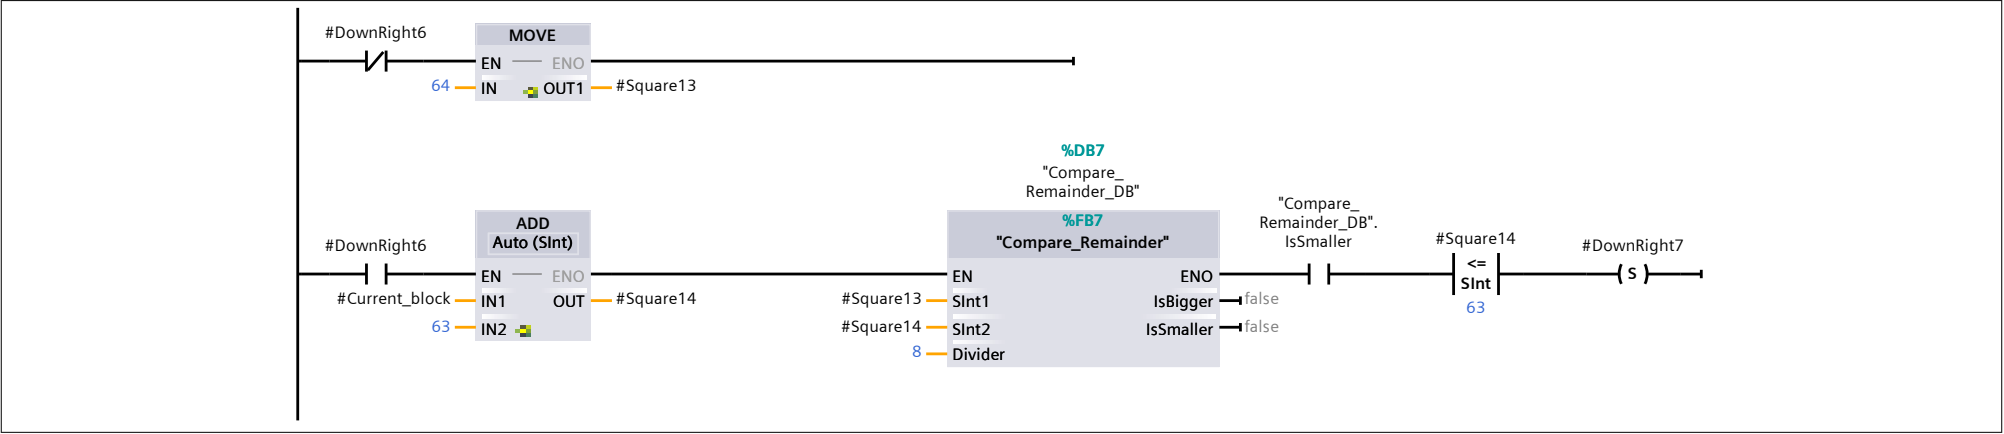 #DownRight6
MOVE
EN ENO
64 IN OUT1 #Square13
%DB7
"Compare_
Remainder_DB"
#DownRight6
ADD
Auto (SInt)
EN ENO
#Current_block IN1 OUT #Square14
63 IN2
%FB7
"Compare_Remainder"
EN ENO
#Square13 SInt1 IsBigger false
#Square14 SInt2 IsSmaller false
8 Divider
"Compare_
Remainder_DB".
IsSmaller
#Square14
<=
SInt
63
#DownRight7
S